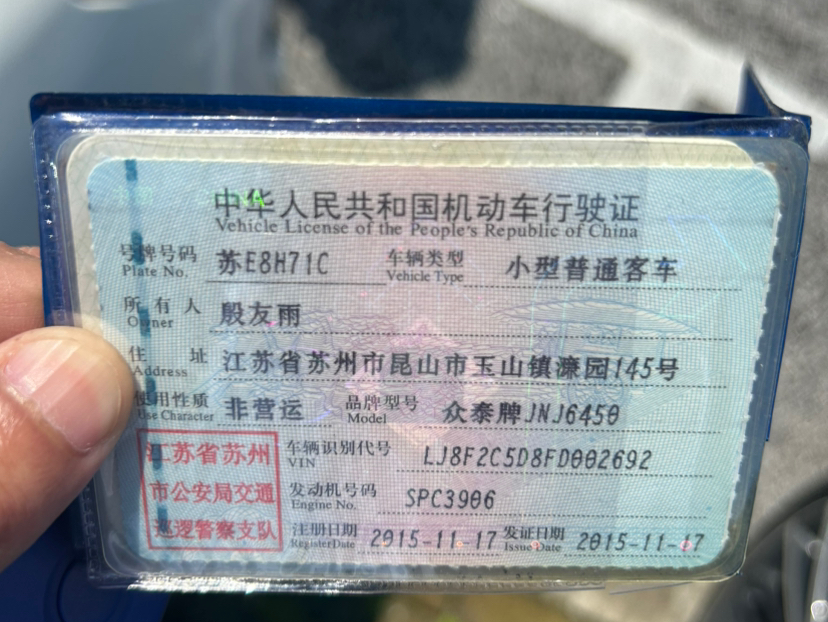 中华人民共和国机动车行驶证
Vehicle License of the People's Republic of China
号牌号码 Plate No. 苏E8H71C 车辆类型 Vehicle Type 小型普通客车
所有人 Owner 殷友雨
住址 Address 江苏省苏州市昆山市玉山镇濂园145号
使用性质 Use Character 非营运 品牌型号 Model 众泰牌JNJ6450
车辆识别代号 VIN LJ8F2C5D8FD002692
发动机号码 Engine No. SPC3906
注册日期 Register Date 2015-11-17 发证日期 Issue Date 2015-11-17
江苏省苏州
市公安局交通
巡逻警察支队